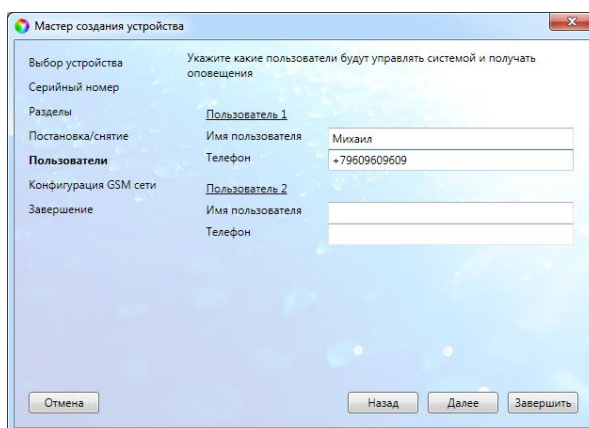 Мастер создания устройства
Выбор устройства
Серийный номер
Разделы
Постановка/снятие
Пользователи
Конфигурация GSM сети
Завершение
Укажите какие пользователи будут управлять системой и получать
оповещения
Пользователь 1
Имя пользователя Михаил
Телефон +79609609609
Пользователь 2
Имя пользователя
Телефон
Отмена Назад Далее Завершить